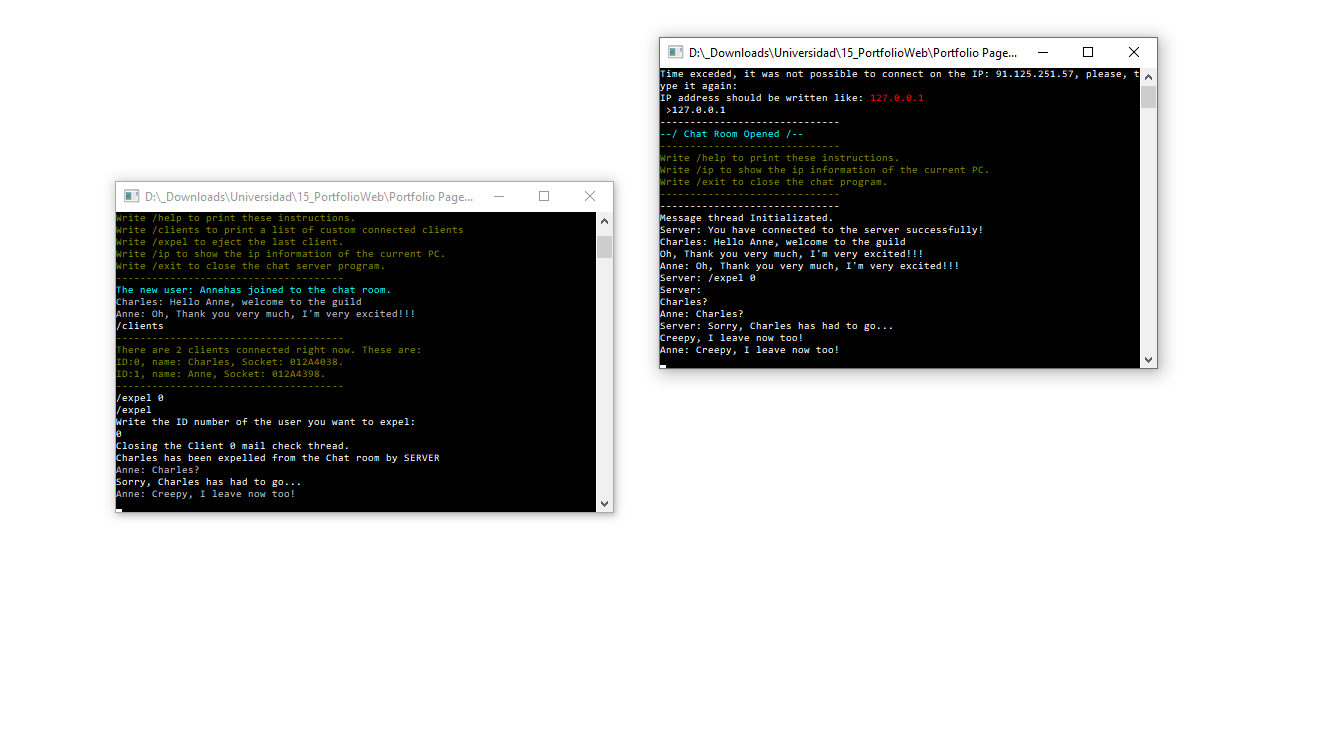 D:\_Downloads\Universidad\15_PortfolioWeb\Portfolio Page...
Write /help to print these instructions.
Write /clients to print a list of custom connected clients
Write /expel to eject the last client.
Write /ip to show the ip information of the current PC.
Write /exit to close the chat server program.
--------------------------------------
The new user: Annehas joined to the chat room.
Charles: Hello Anne, welcome to the guild
Anne: Oh, Thank you very much, I'm very excited!!!
/clients
--------------------------------------
There are 2 clients connected right now. These are:
ID:0, name: Charles, Socket: 012A4038.
ID:1, name: Anne, Socket: 012A4398.
--------------------------------------
/expel 0
/expel
Write the ID number of the user you want to expel:
0
Closing the Client 0 mail check thread.
Charles has been expelled from the Chat room by SERVER
Anne: Charles?
Sorry, Charles has had to go...
Anne: Creepy, I leave now too!
D:\_Downloads\Universidad\15_PortfolioWeb\Portfolio Page...
Time exceded, it was not possible to connect on the IP: 91.125.251.57, please, t
ype it again:
IP address should be written like: 127.0.0.1
>127.0.0.1
------------------------------
--/ Chat Room Opened /--
------------------------------
Write /help to print these instructions.
Write /ip to show the ip information of the current PC.
Write /exit to close the chat program.
------------------------------
------------------------------
Message thread Initializated.
Server: You have connected to the server successfully!
Charles: Hello Anne, welcome to the guild
Oh, Thank you very much, I'm very excited!!!
Anne: Oh, Thank you very much, I'm very excited!!!
Server: /expel 0
Server:
Charles?
Anne: Charles?
Server: Sorry, Charles has had to go...
Creepy, I leave now too!
Anne: Creepy, I leave now too!